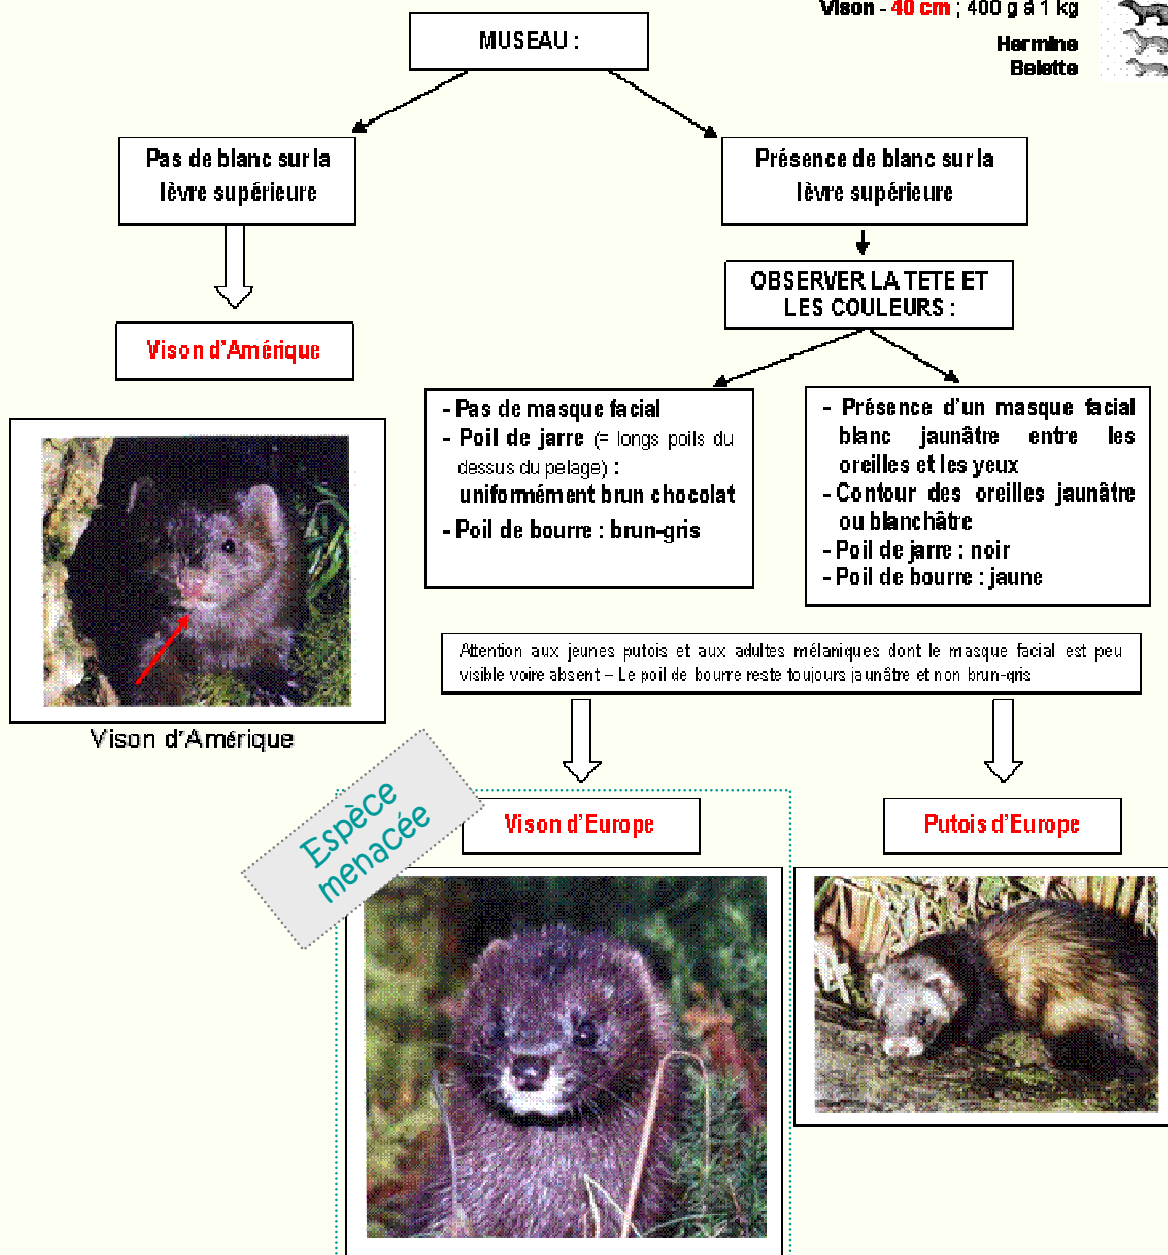 Vison - 40 cm ; 400 g à 1 kg
Hermine
Belette
MUSEAU :
Pas de blanc sur la
lèvre supérieure
Présence de blanc sur la
lèvre supérieure
OBSERVER LA TETE ET
LES COULEURS :
Vison d'Amérique
- Pas de masque facial
- Poil de jarre (= longs poils du
dessus du pelage) :
uniformément brun chocolat
- Poil de bourre : brun-gris
- Présence d'un masque facial
blanc jaunâtre entre les
oreilles et les yeux
- Contour des oreilles jaunâtre
ou blanchâtre
- Poil de jarre : noir
- Poil de bourre : jaune
Attention aux jeunes putois et aux adultes mélaniques dont le masque facial est peu
visible voire absent – Le poil de bourre reste toujours jaunâtre et non brun-gris
Vison d'Amérique
Espèce
menacée
Vison d'Europe
Putois d'Europe